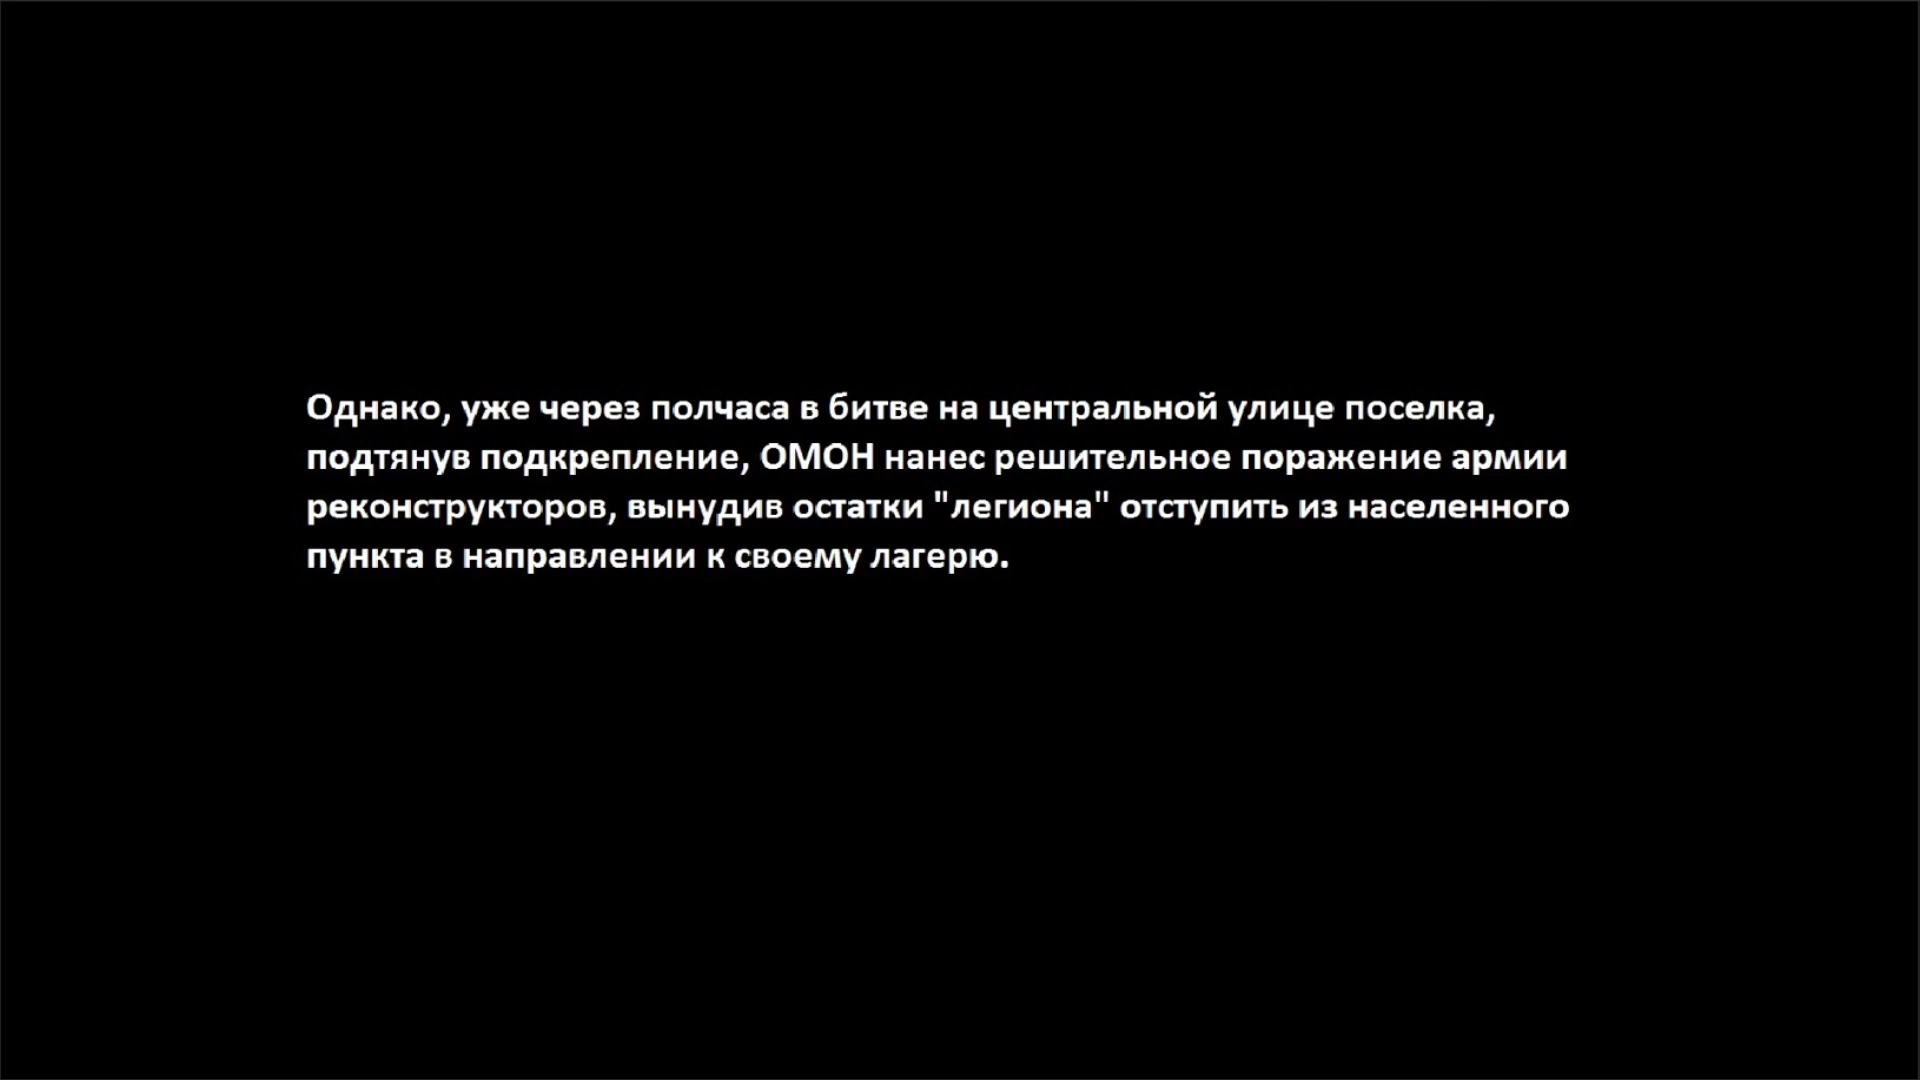 Однако, уже через полчаса в битве на центральной улице поселка,
подтянув подкрепление, ОМОН нанес решительное поражение армии
реконструкторов, вынудив остатки "легиона" отступить из населенного
пункта в направлении к своему лагерю.